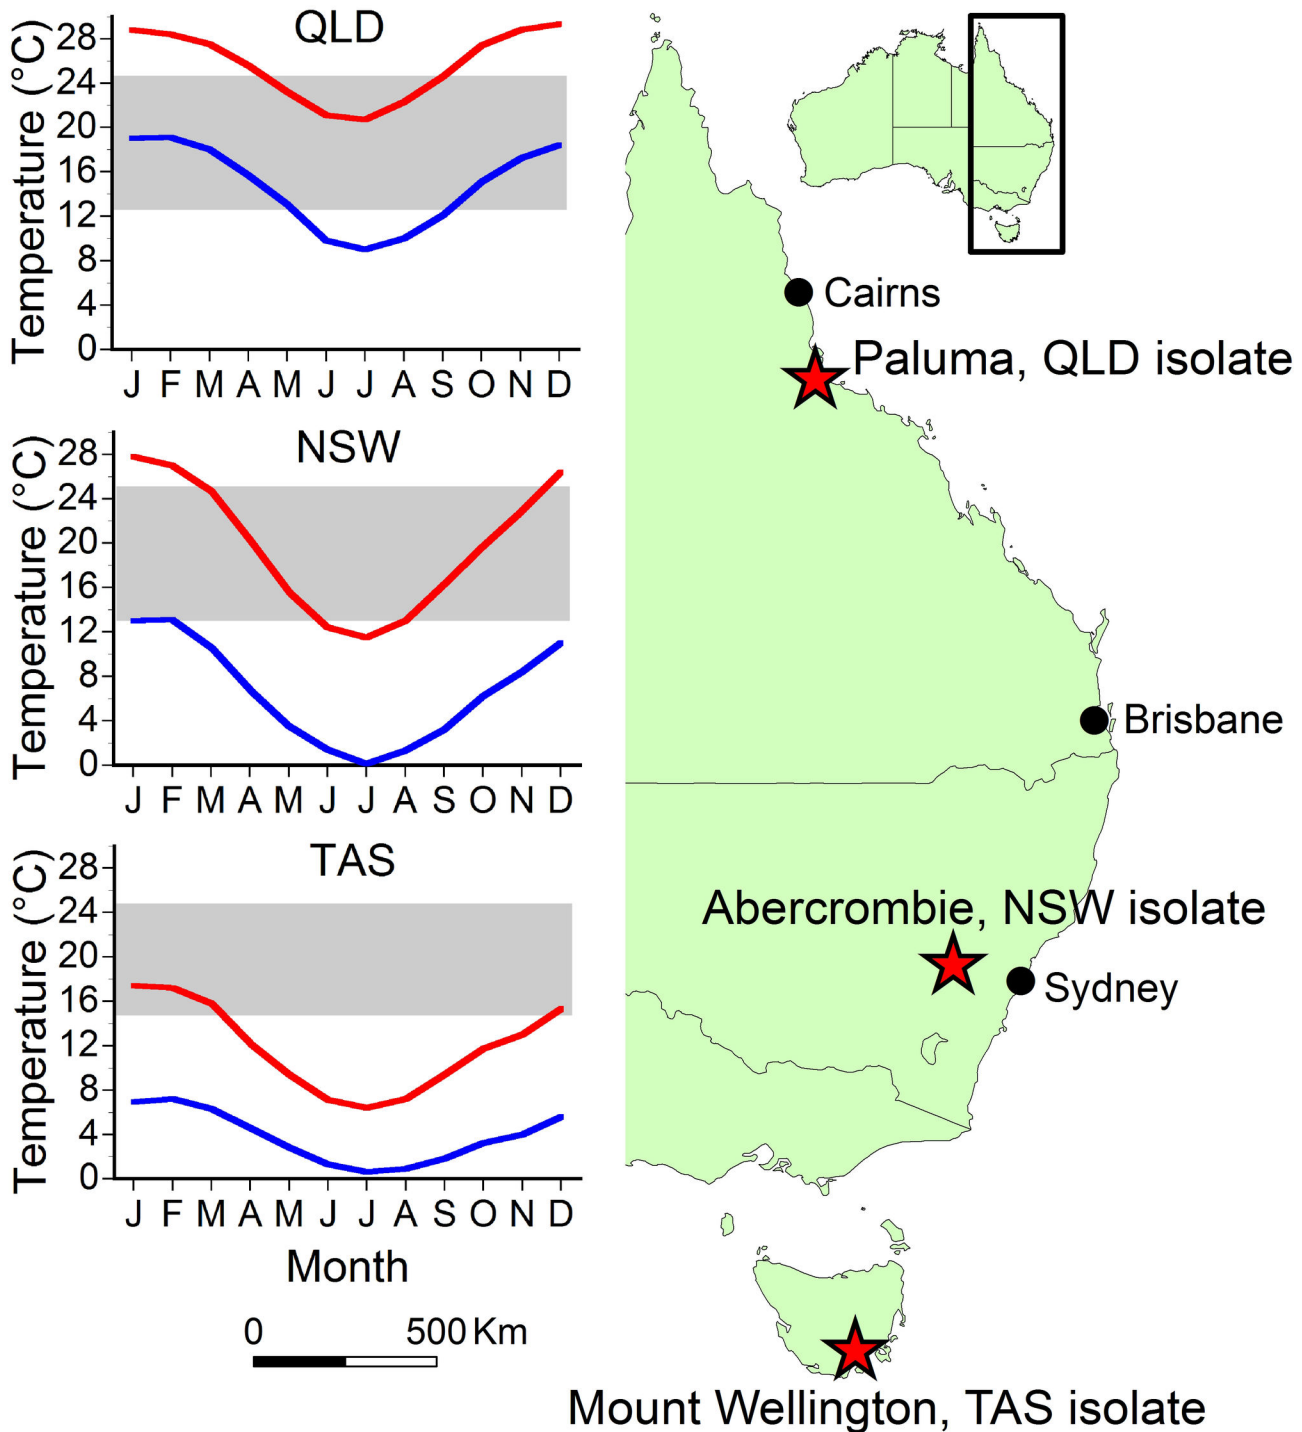 QLD
Temperature (°C)
28
24
20
16
12
8
4
0
J F M A M J J A S O N D
NSW
Temperature (°C)
28
24
20
16
12
8
4
0
J F M A M J J A S O N D
TAS
Temperature (°C)
28
24
20
16
12
8
4
0
J F M A M J J A S O N D
Month
0 500 Km
Cairns
Paluma, QLD isolate
Brisbane
Abercrombie, NSW isolate
Sydney
Mount Wellington, TAS isolate